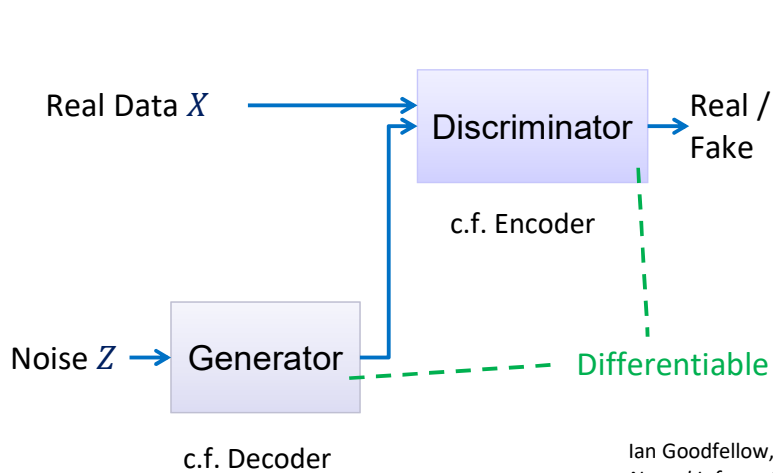 Real Data X
Discriminator
Real /
Fake
c.f. Encoder
Noise Z
Generator
Differentiable
c.f. Decoder
Ian Goodfellow,